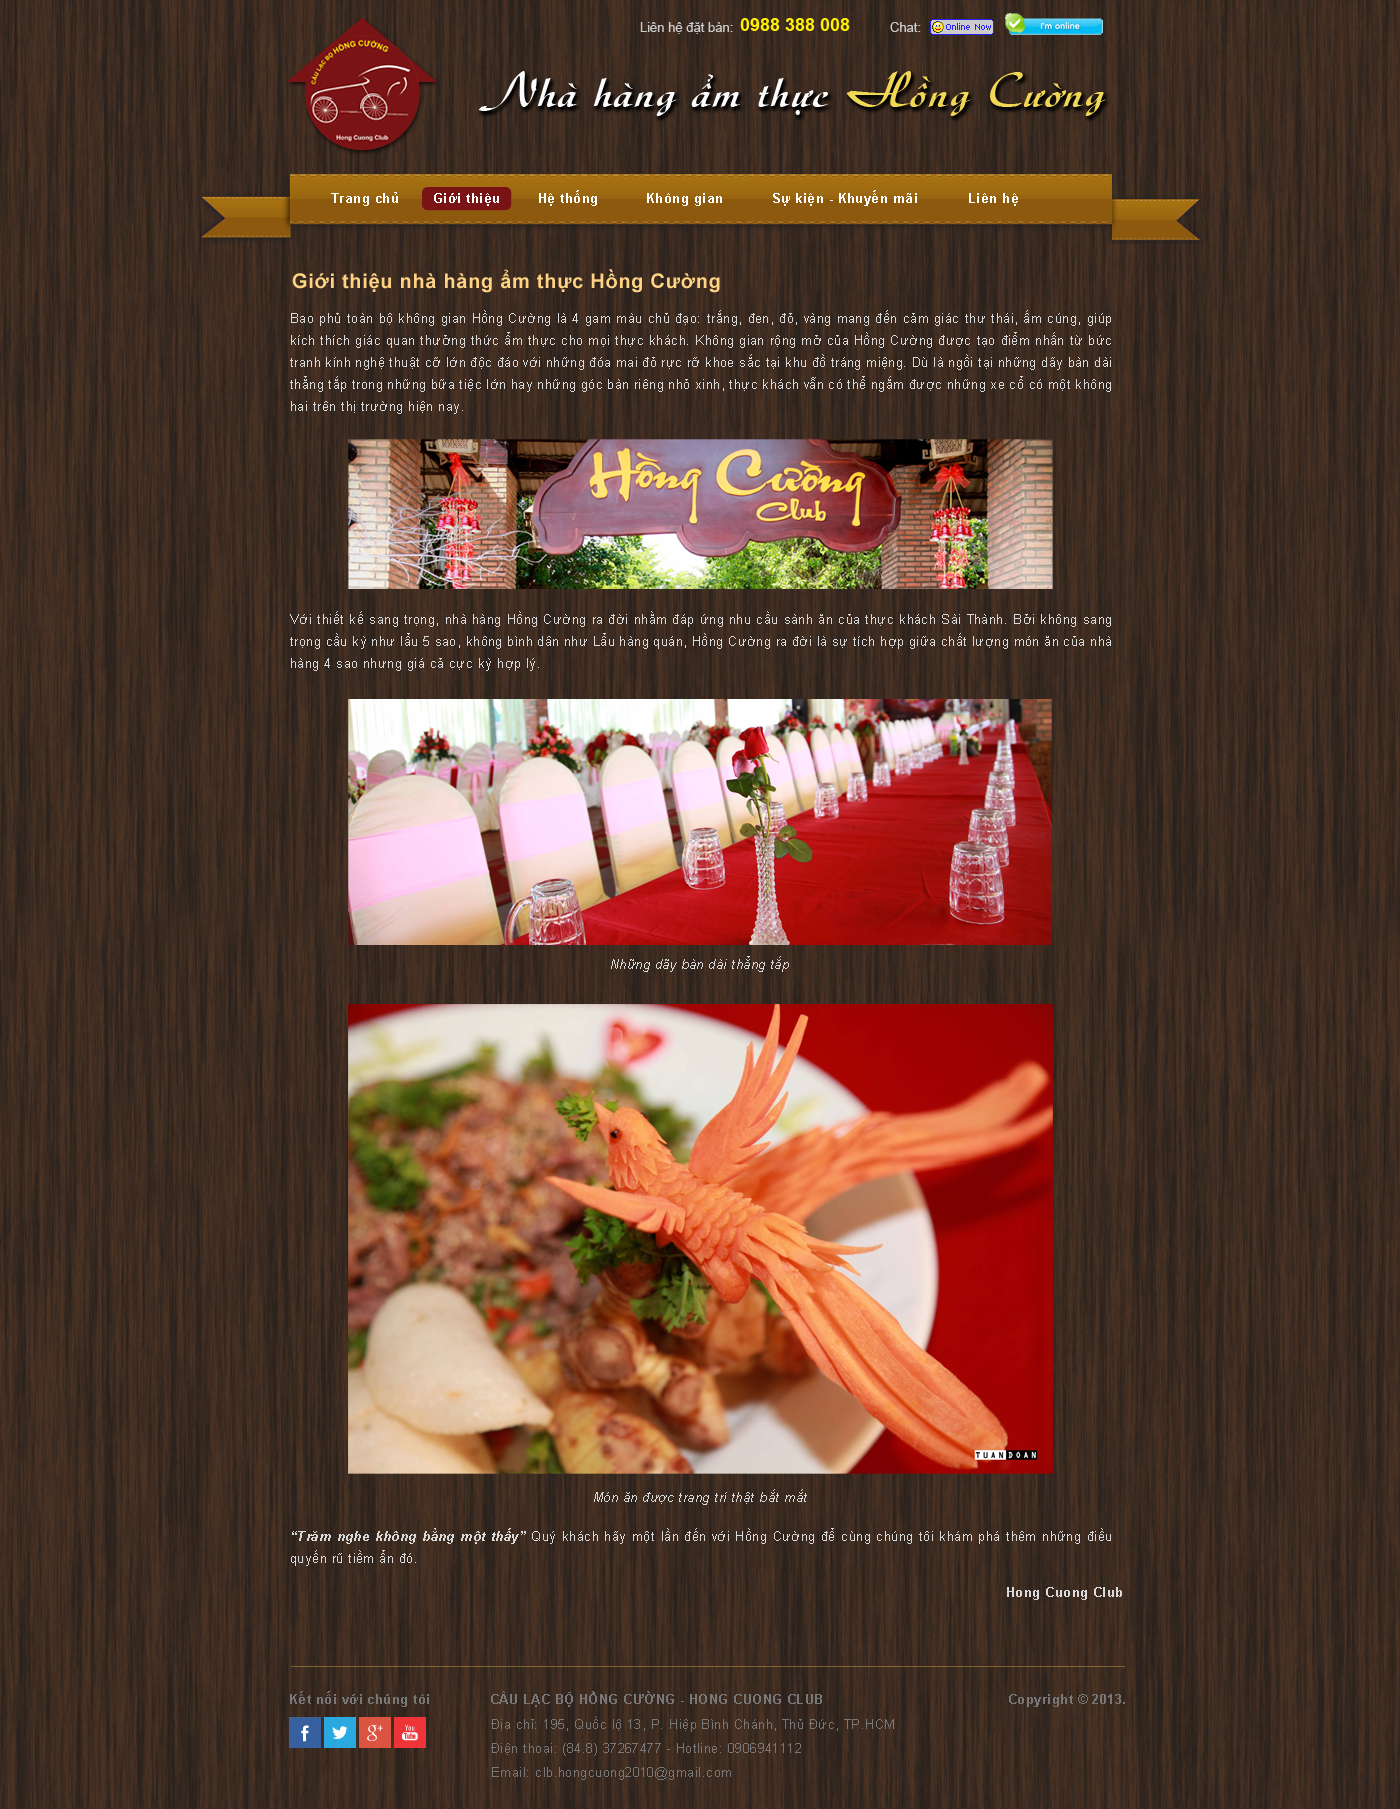 Liên hệ đặt bàn: 0988 388 008 Chat: Online Now I'm online
CÂU LẠC BỘ HỒNG CƯỜNG
Hong Cuong Club
Nhà hàng ẩm thực Hồng Cường
Trang chủ Giới thiệu Hệ thống Không gian Sự kiện - Khuyến mãi Liên hệ
Giới thiệu nhà hàng ẩm thực Hồng Cường
Bao phủ toàn bộ không gian Hồng Cường là 4 gam màu chủ đạo: trắng, đen, đỏ, vàng mang đến cảm giác thư thái, ấm cúng, giúp
kích thích giác quan thưởng thức ẩm thực cho mọi thực khách. Không gian rộng mở của Hồng Cường được tạo điểm nhấn từ bức
tranh kính nghệ thuật cỡ lớn độc đáo với những đóa mai đỏ rực rỡ khoe sắc tại khu đồ tráng miệng. Dù là ngồi tại những dãy bàn dài
thẳng tắp trong những bữa tiệc lớn hay những góc bàn riêng nhỏ xinh, thực khách vẫn có thể ngắm được những xe cổ có một không
hai trên thị trường hiện nay.
Hồng Cường
Club
Với thiết kế sang trọng, nhà hàng Hồng Cường ra đời nhằm đáp ứng nhu cầu sành ăn của thực khách Sài Thành. Bởi không sang
trọng cầu kỳ như lẩu 5 sao, không bình dân như Lẩu hàng quán, Hồng Cường ra đời là sự tích hợp giữa chất lượng món ăn của nhà
hàng 4 sao nhưng giá cả cực kỳ hợp lý.
Những dãy bàn dài thẳng tắp
TUANDOAN
Món ăn được trang trí thật bắt mắt
“Trăm nghe không bằng một thấy” Quý khách hãy một lần đến với Hồng Cường để cùng chúng tôi khám phá thêm những điều
quyến rũ tiềm ẩn đó.
Hong Cuong Club
Kết nối với chúng tôi CÂU LẠC BỘ HỒNG CƯỜNG - HONG CUONG CLUB Copyright © 2013.
Địa chỉ: 195, Quốc lộ 13, P. Hiệp Bình Chánh, Thủ Đức, TP.HCM
Điện thoại: (84.8) 37267477 - Hotline: 0906941112
Email: clb.hongcuong2010@gmail.com
f g+ You Tube